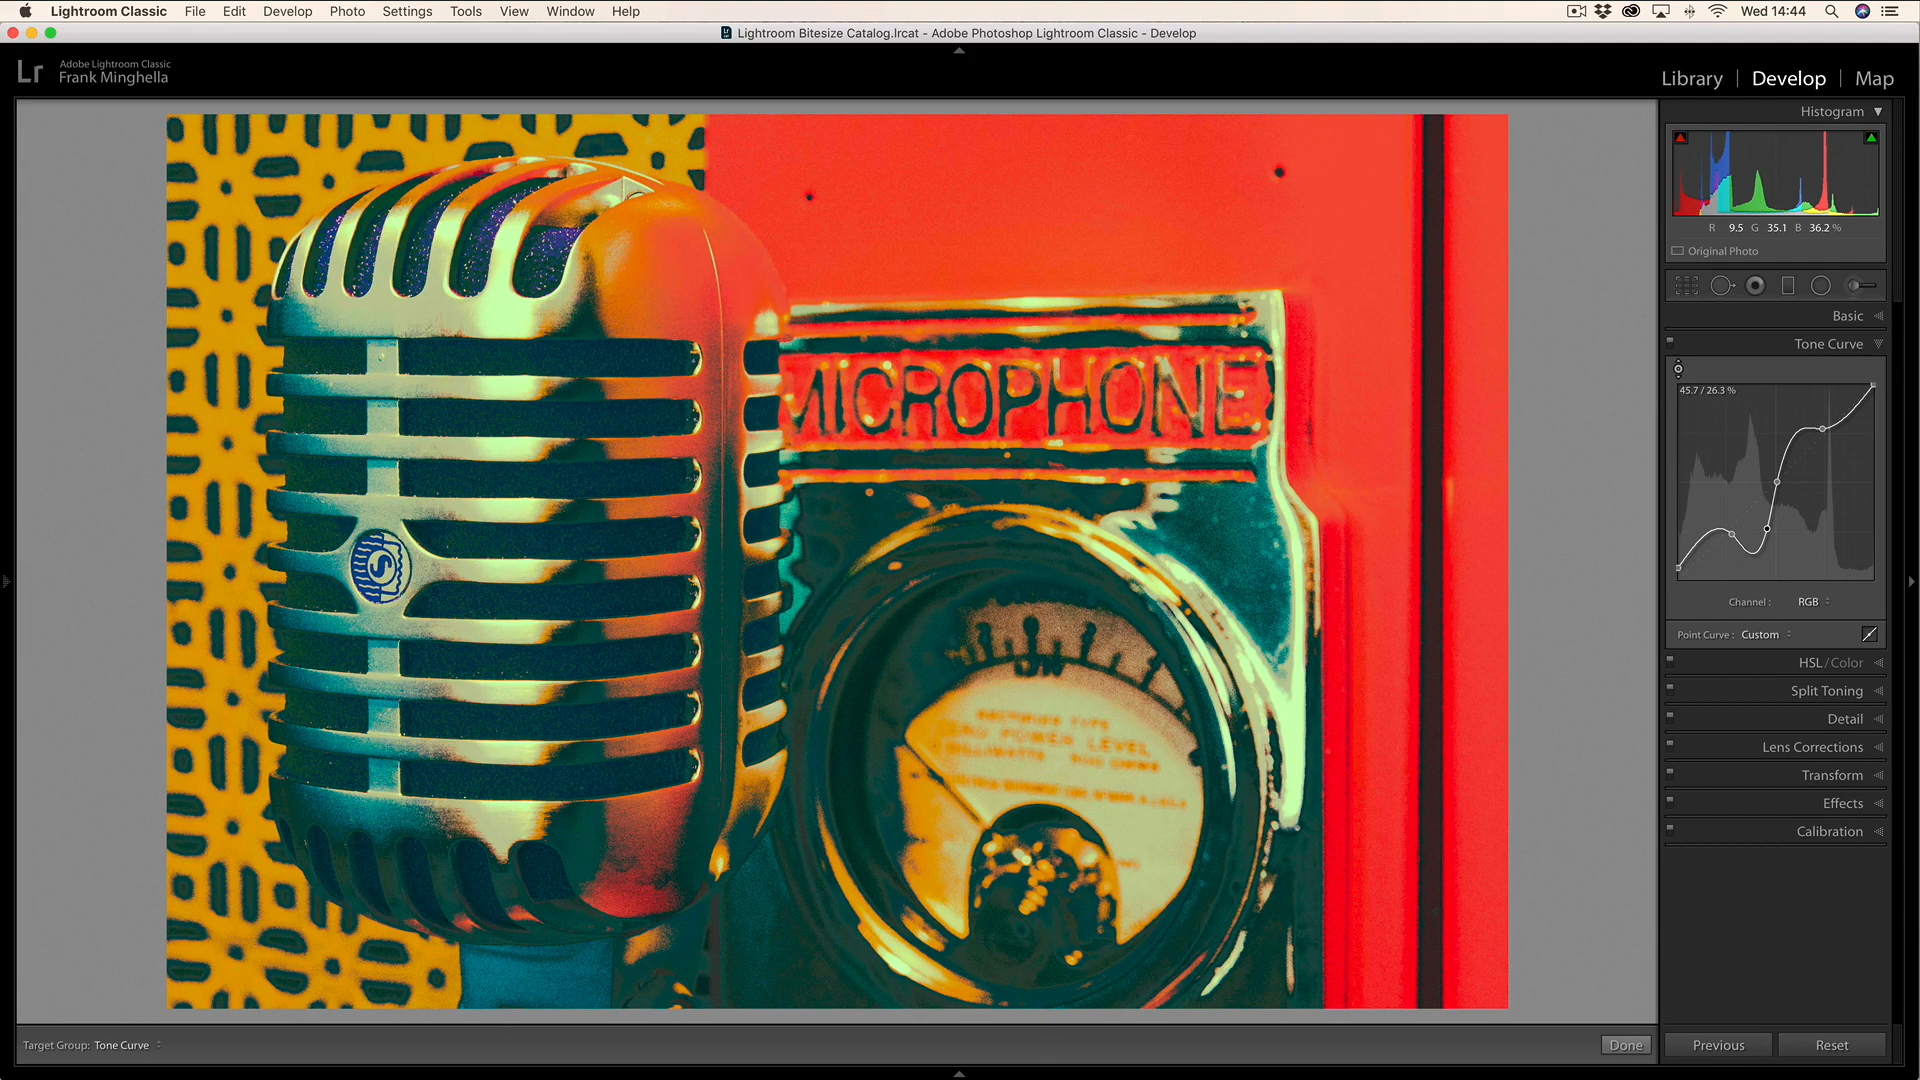 Lightroom Classic File Edit Develop Photo Settings Tools View Window Help Wed 14:44
Lightroom Bitesize Catalog.lrcat - Adobe Photoshop Lightroom Classic - Develop
Lr Adobe Lightroom Classic
Frank Minghella
Library | Develop | Map
Histogram
R 9.5 G 35.1 B 36.2 %
Original Photo
Basic
Tone Curve
45.7 / 26.3 %
Channel : RGB
Point Curve : Custom
HSL / Color
Split Toning
Detail
Lens Corrections
Transform
Effects
Calibration
MICROPHONE
S
ZERO POWER LEVEL
Target Group: Tone Curve
Done
Previous
Reset